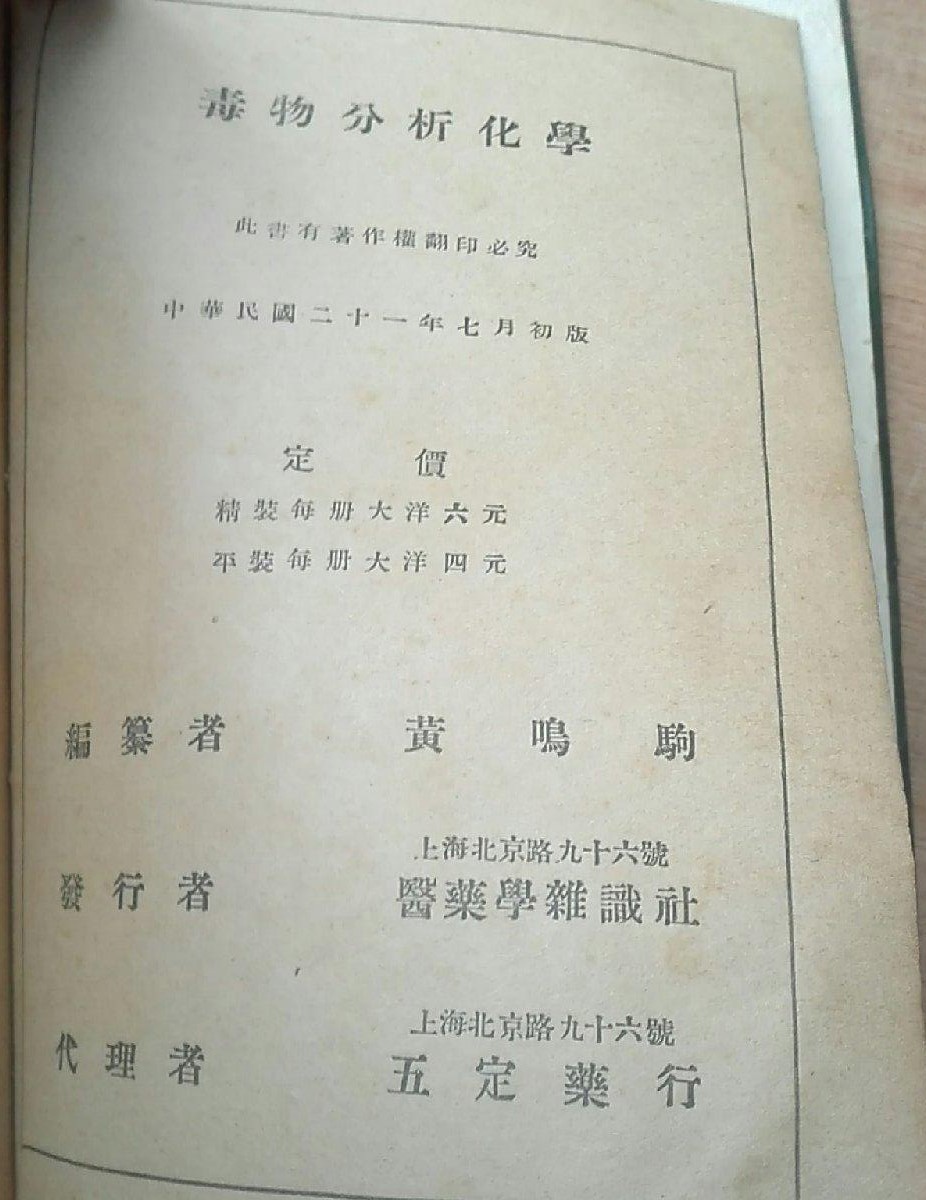 毒物分析化學
此書有著作權翻印必究
中華民國二十一年七月初版
定價
精裝每册大洋六元
平裝每册大洋四元
編纂者 黃鳴駒
上海北京路九十六號
發行者 醫藥學雜識社
上海北京路九十六號
代理者 五定藥行